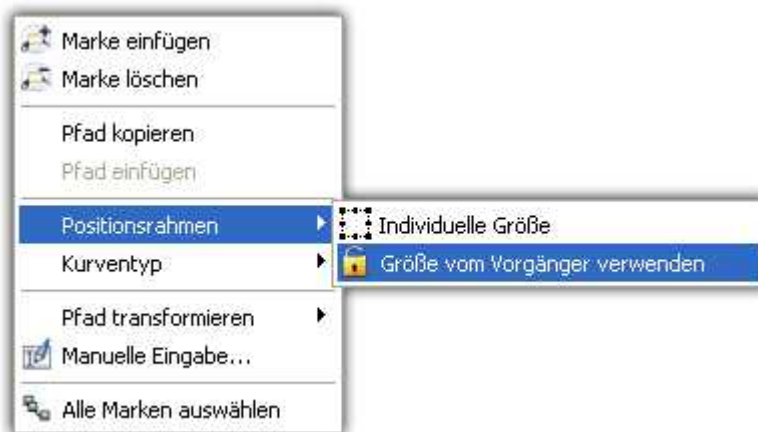 Marke einfügen
Marke löschen
Pfad kopieren
Pfad einfügen
Positionsrahmen
Individuelle Größe
Kurventyp
Größe vom Vorgänger verwenden
Pfad transformieren
Manuelle Eingabe...
Alle Marken auswählen